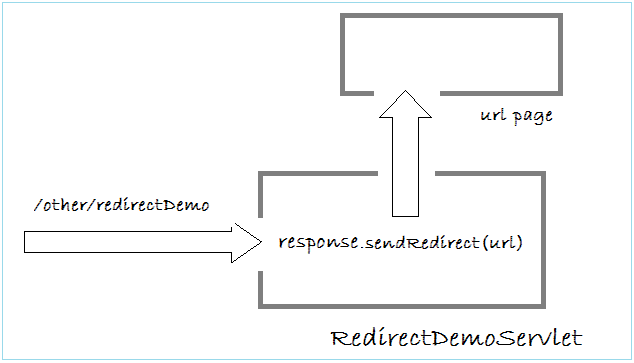 url page
/other/redirectDemo
response.sendRedirect(url)
RedirectDemoServlet